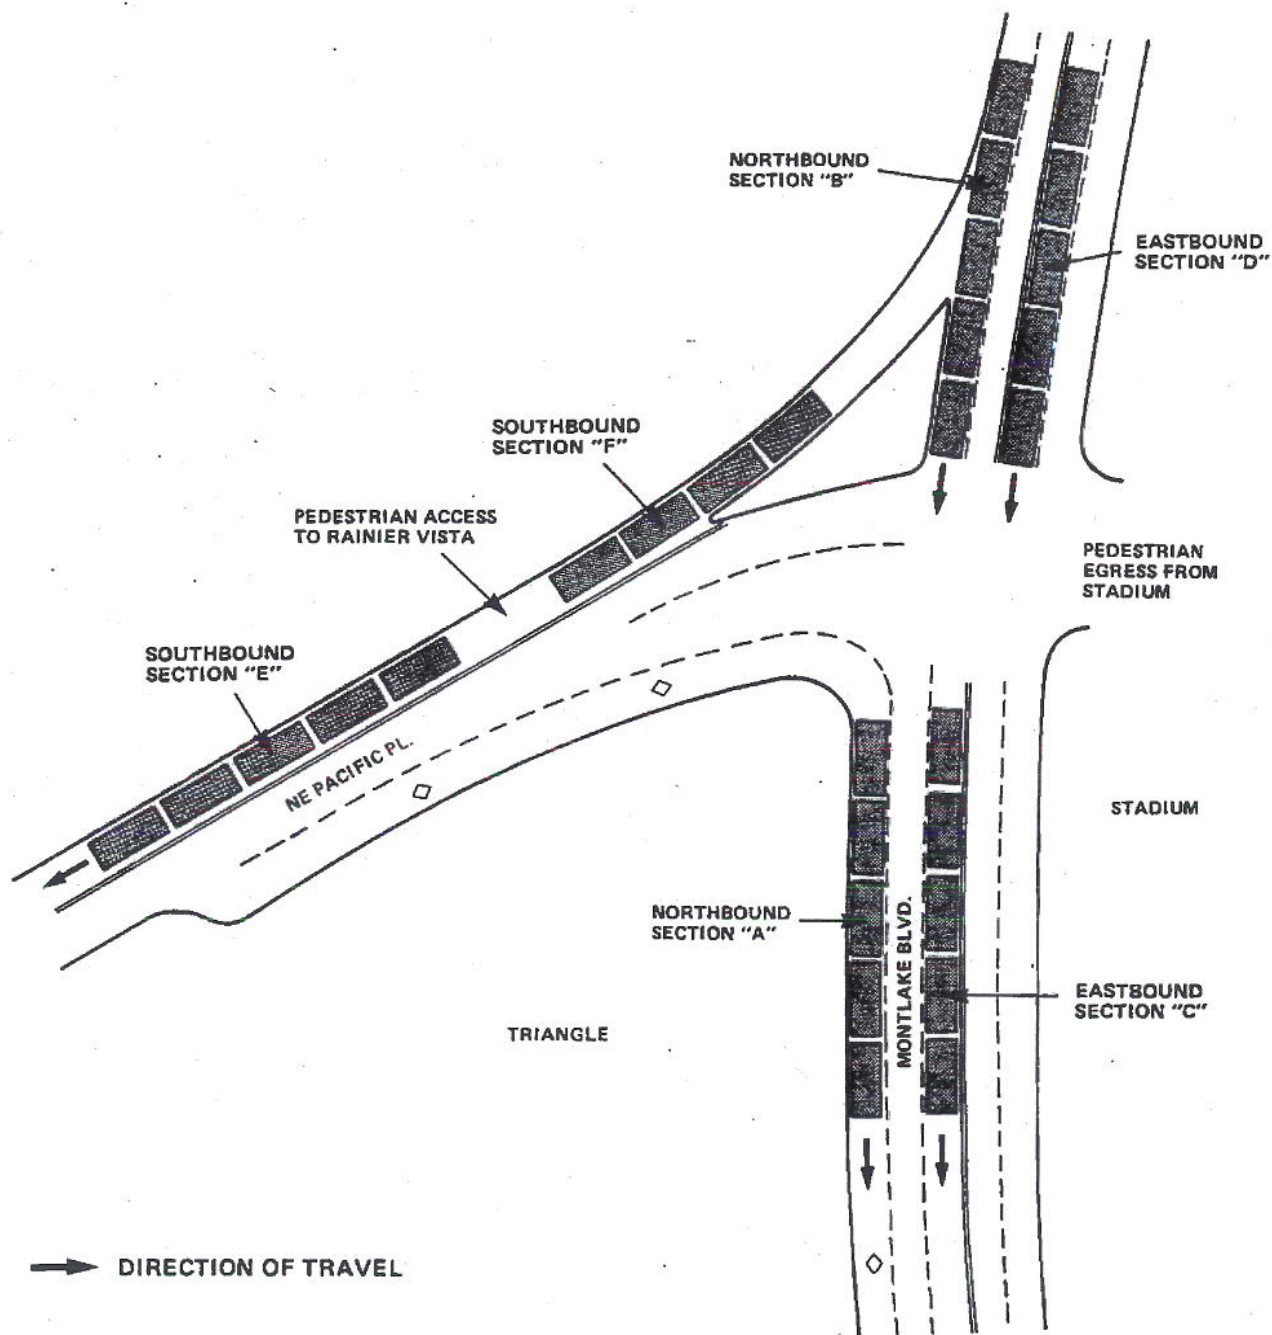 NORTHBOUND
SECTION "B"
EASTBOUND
SECTION "D"
SOUTHBOUND
SECTION "F"
PEDESTRIAN ACCESS
TO RAINIER VISTA
PEDESTRIAN
EGRESS FROM
STADIUM
SOUTHBOUND
SECTION "E"
NE PACIFIC PL.
STADIUM
NORTHBOUND
SECTION "A"
MONTLAKE BLVD.
EASTBOUND
SECTION "C"
TRIANGLE
DIRECTION OF TRAVEL